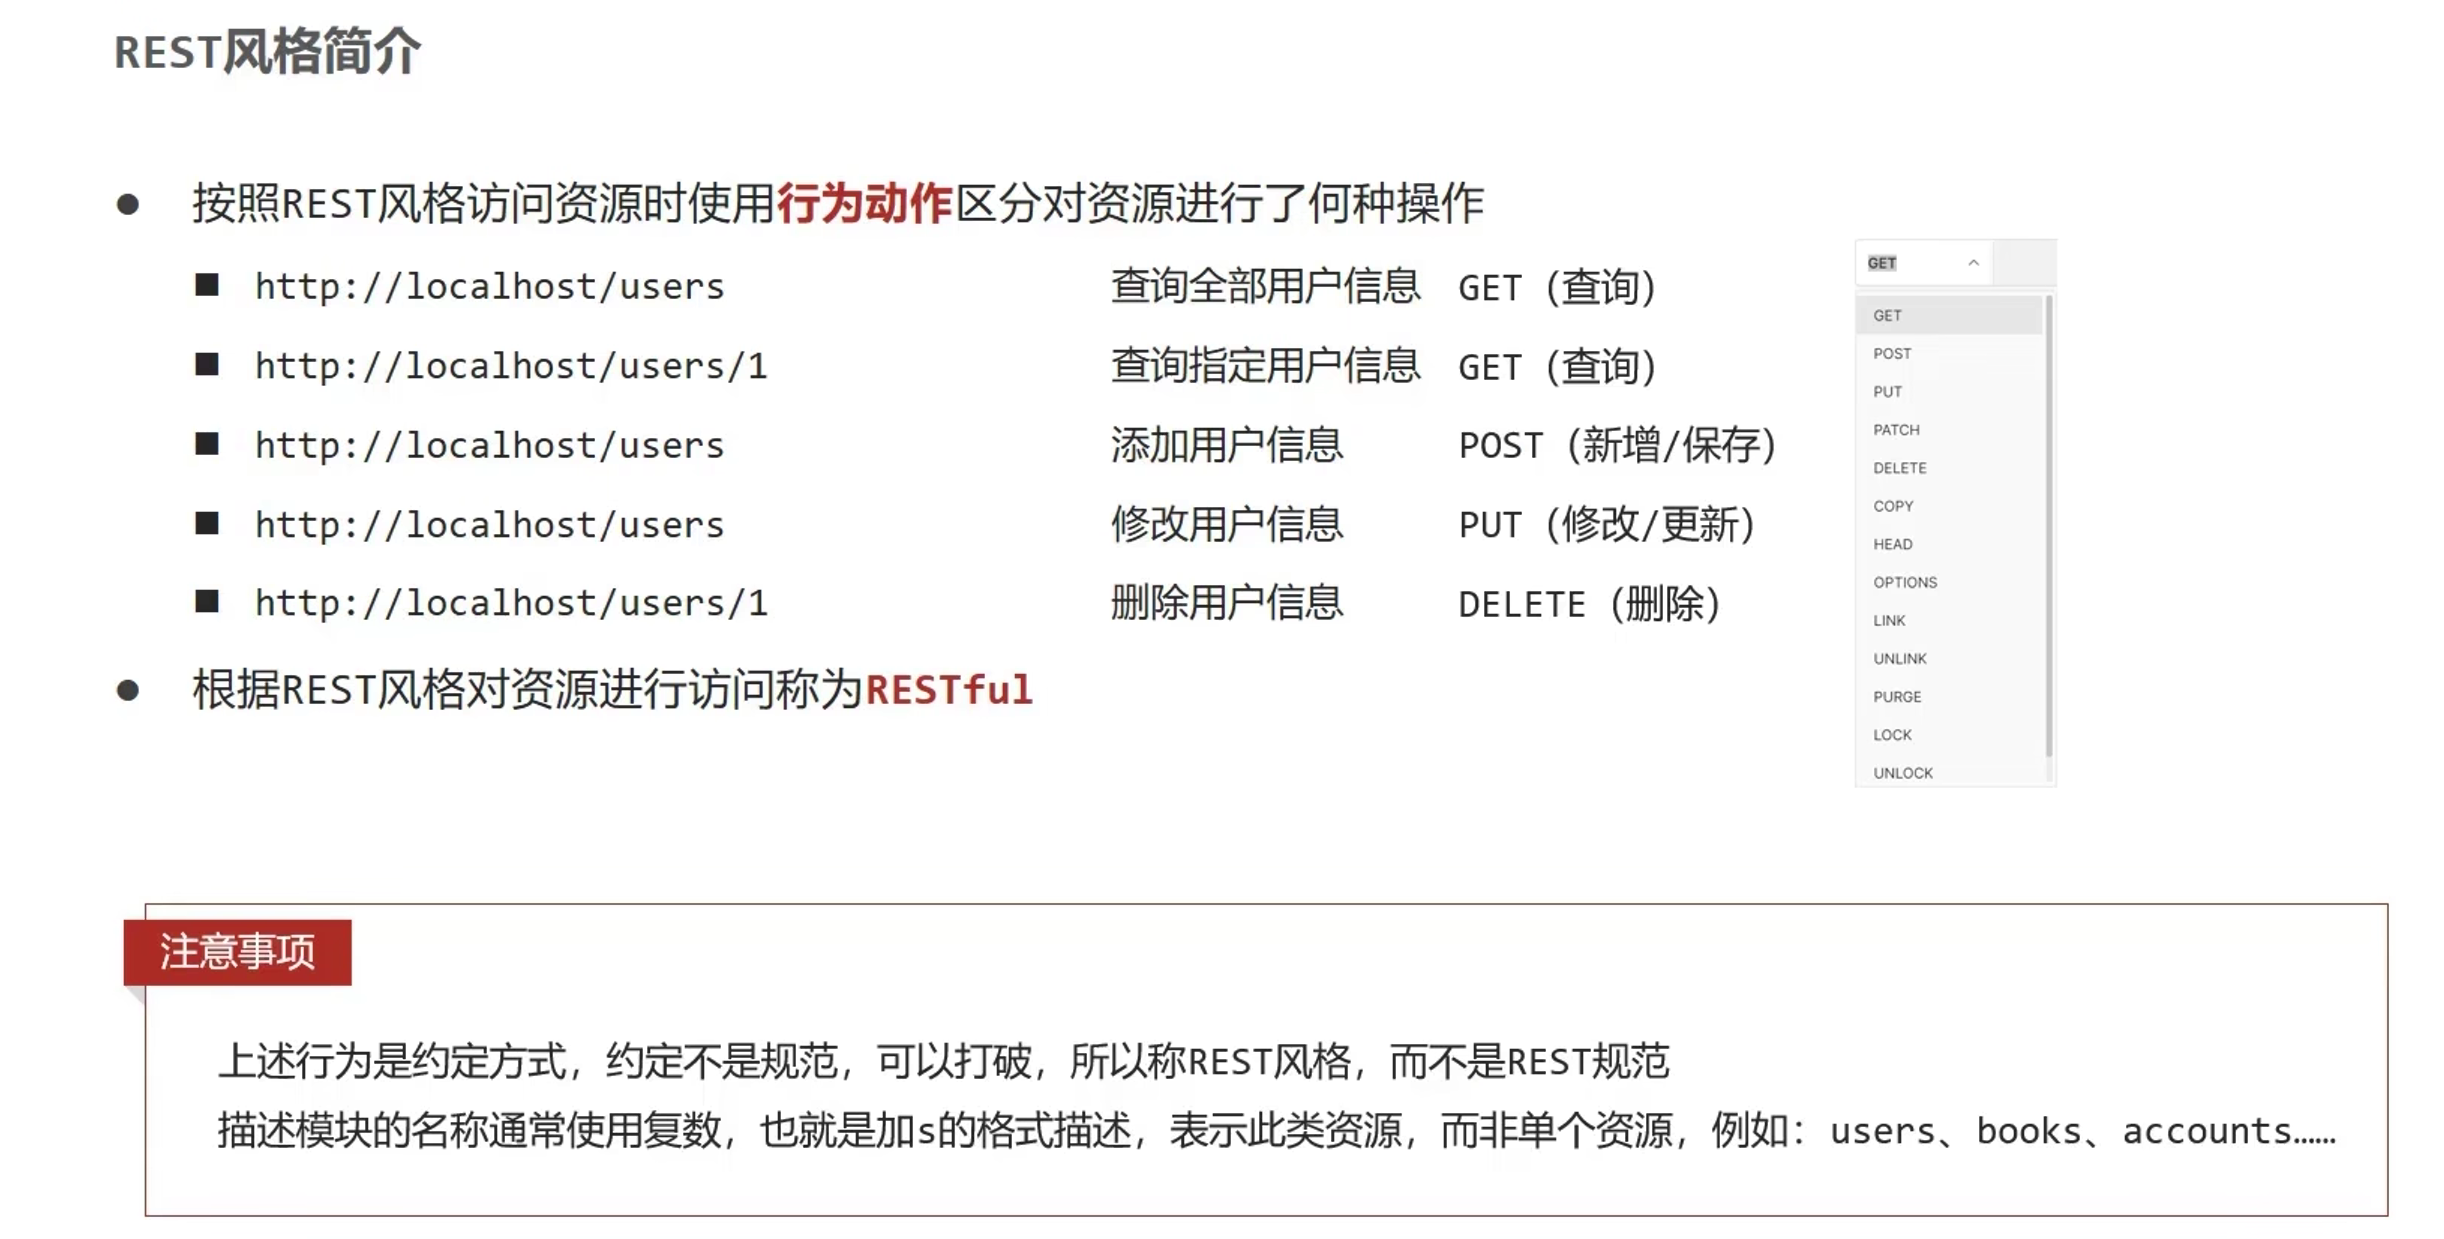 REST风格简介
按照REST风格访问资源时使用行为动作区分对资源进行了何种操作
http://localhost/users 查询全部用户信息 GET（查询）
http://localhost/users/1 查询指定用户信息 GET（查询）
http://localhost/users 添加用户信息 POST（新增/保存）
http://localhost/users 修改用户信息 PUT（修改/更新）
http://localhost/users/1 删除用户信息 DELETE（删除）
根据REST风格对资源进行访问称为RESTful
GET
GET
POST
PUT
PATCH
DELETE
COPY
HEAD
OPTIONS
LINK
UNLINK
PURGE
LOCK
UNLOCK
注意事项
上述行为是约定方式，约定不是规范，可以打破，所以称REST风格，而不是REST规范
描述模块的名称通常使用复数，也就是加s的格式描述，表示此类资源，而非单个资源，例如：users、books、accounts……